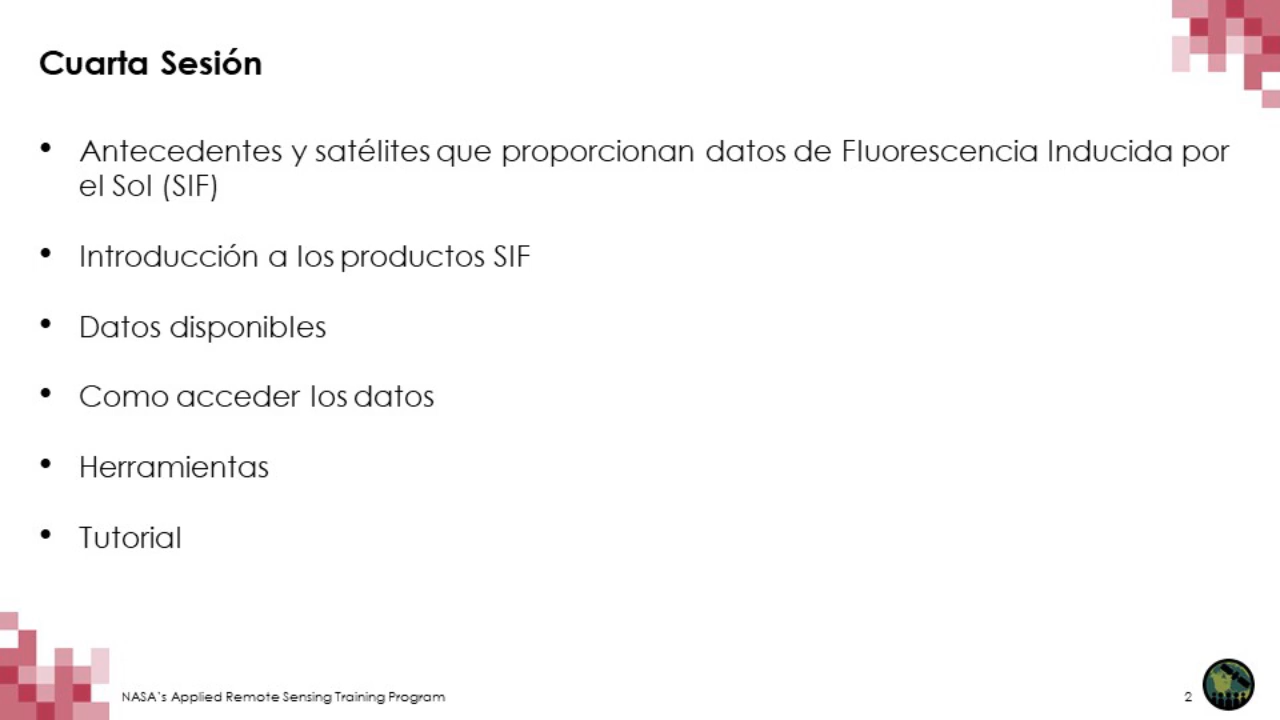 Cuarta Sesión
• Antecedentes y satélites que proporcionan datos de Fluorescencia Inducida por
el Sol (SIF)
• Introducción a los productos SIF
• Datos disponibles
• Como acceder los datos
• Herramientas
• Tutorial
NASA's Applied Remote Sensing Training Program
2